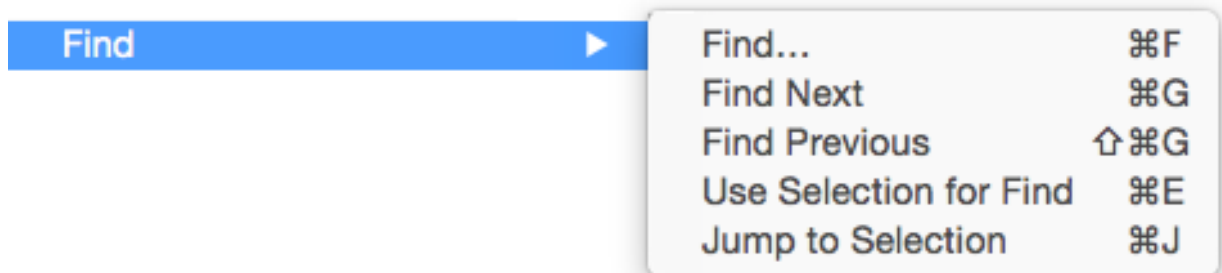 Find ▶
Find... ⌘F
Find Next ⌘G
Find Previous ⇧⌘G
Use Selection for Find ⌘E
Jump to Selection ⌘J